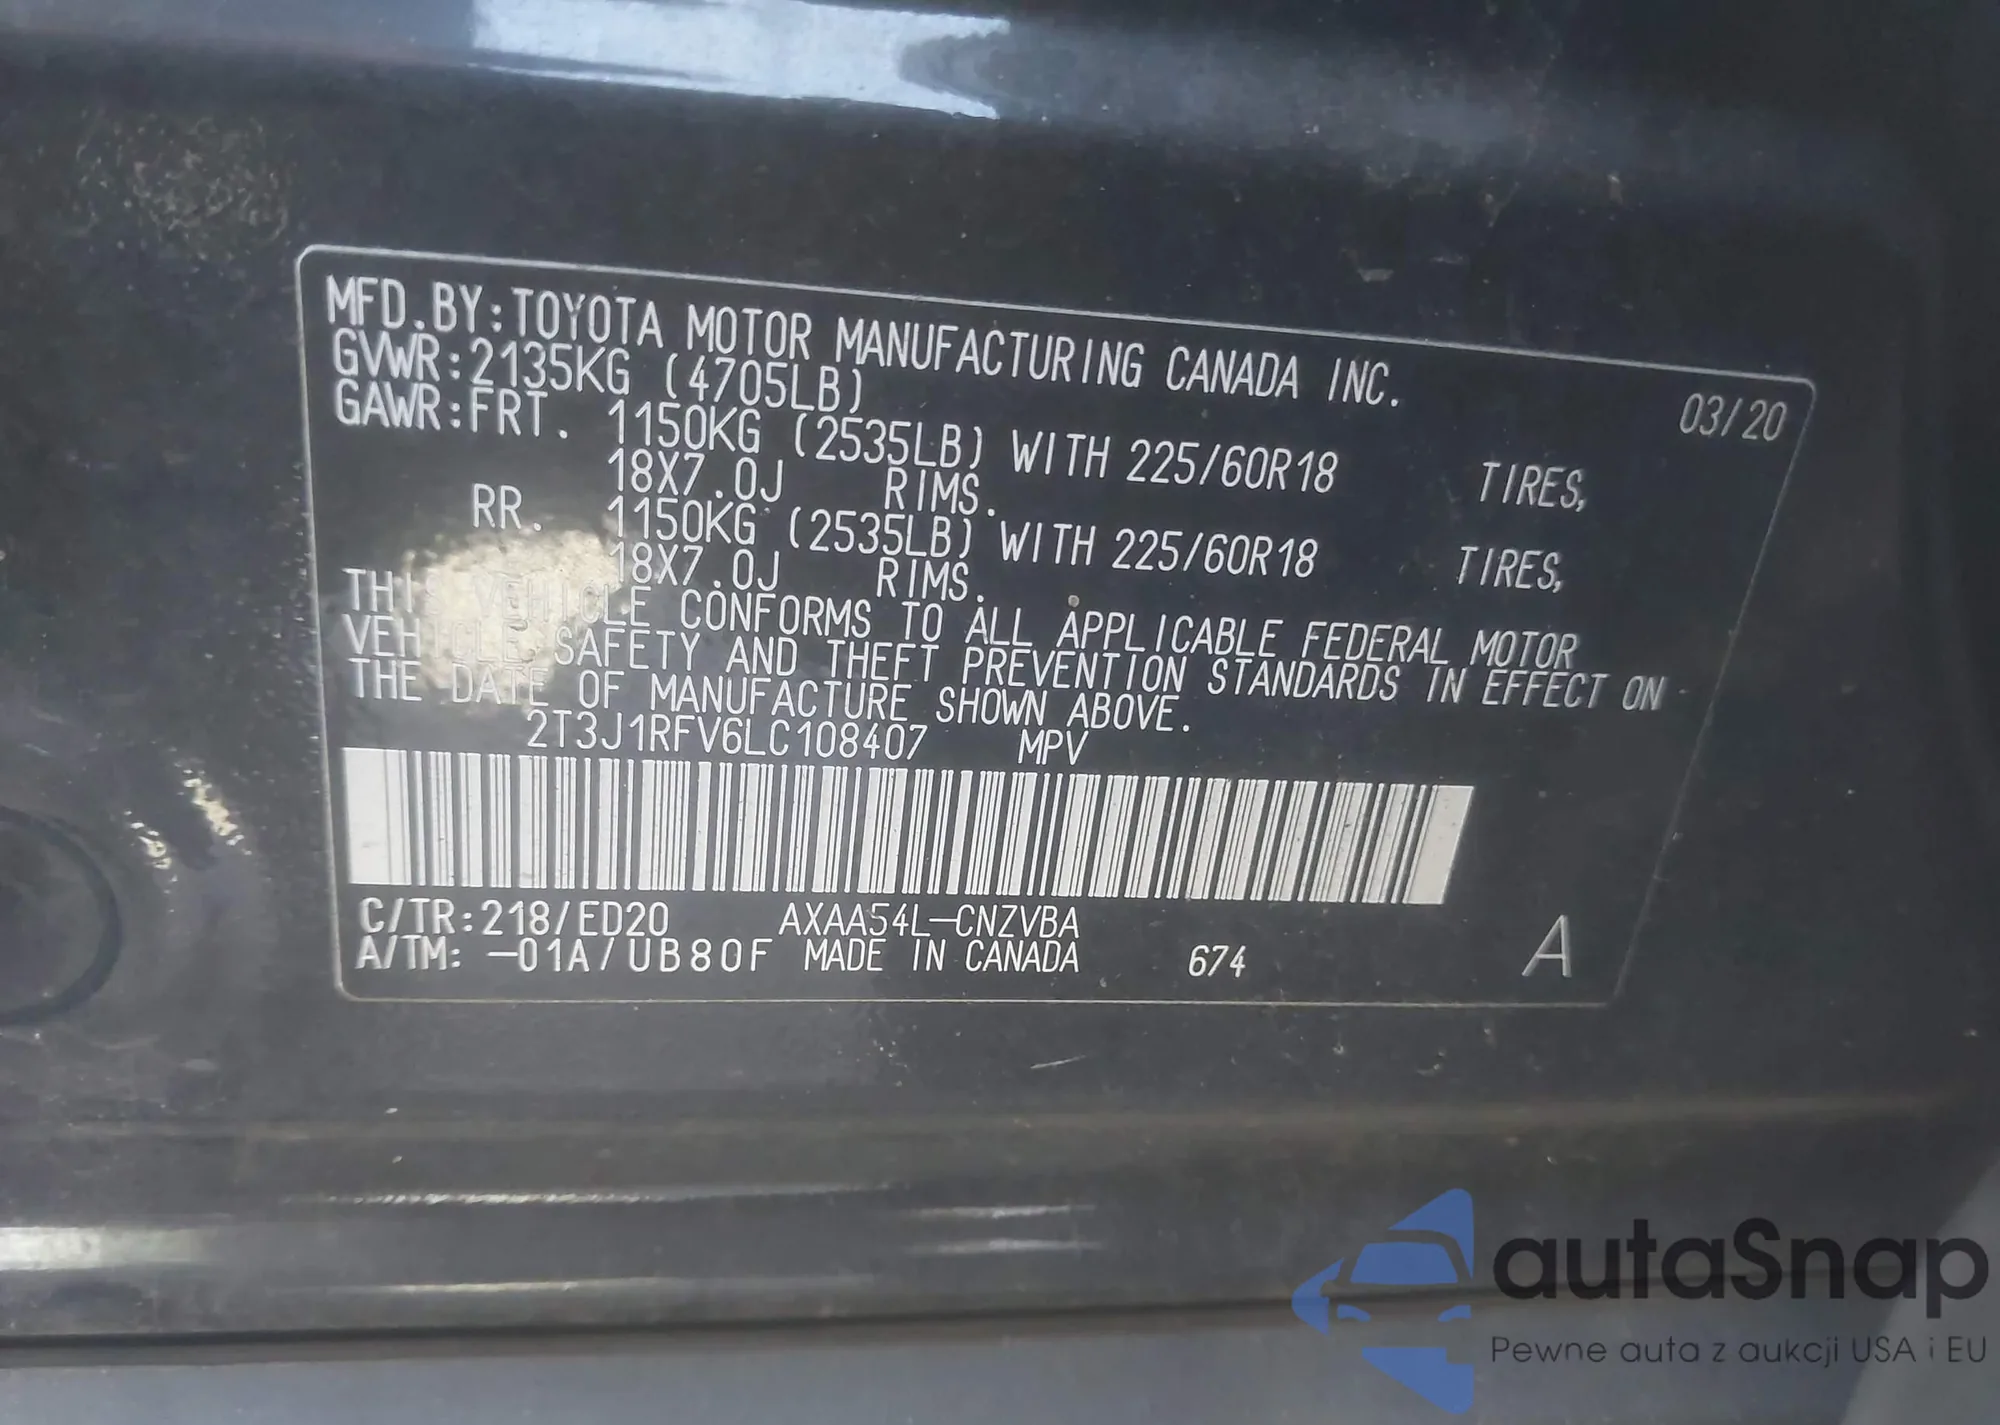 MFD.BY:TOYOTA MOTOR MANUFACTURING CANADA INC. 03/20
GVWR:2135KG (4705LB)
GAWR:FRT. 1150KG (2535LB) WITH 225/60R18 TIRES,
18X7.0J RIMS.
RR. 1150KG (2535LB) WITH 225/60R18 TIRES,
18X7.0J RIMS.
THIS VEHICLE CONFORMS TO ALL APPLICABLE FEDERAL MOTOR
VEHICLE SAFETY AND THEFT PREVENTION STANDARDS IN EFFECT ON
THE DATE OF MANUFACTURE SHOWN ABOVE.
2T3J1RFV6LC108407 MPV
C/TR:218/ED20 AXAA54L-CNZVBA
A/TM: -01A/UB80F MADE IN CANADA 674 A
autaSnap
Pewne auta z aukcji USA i EU